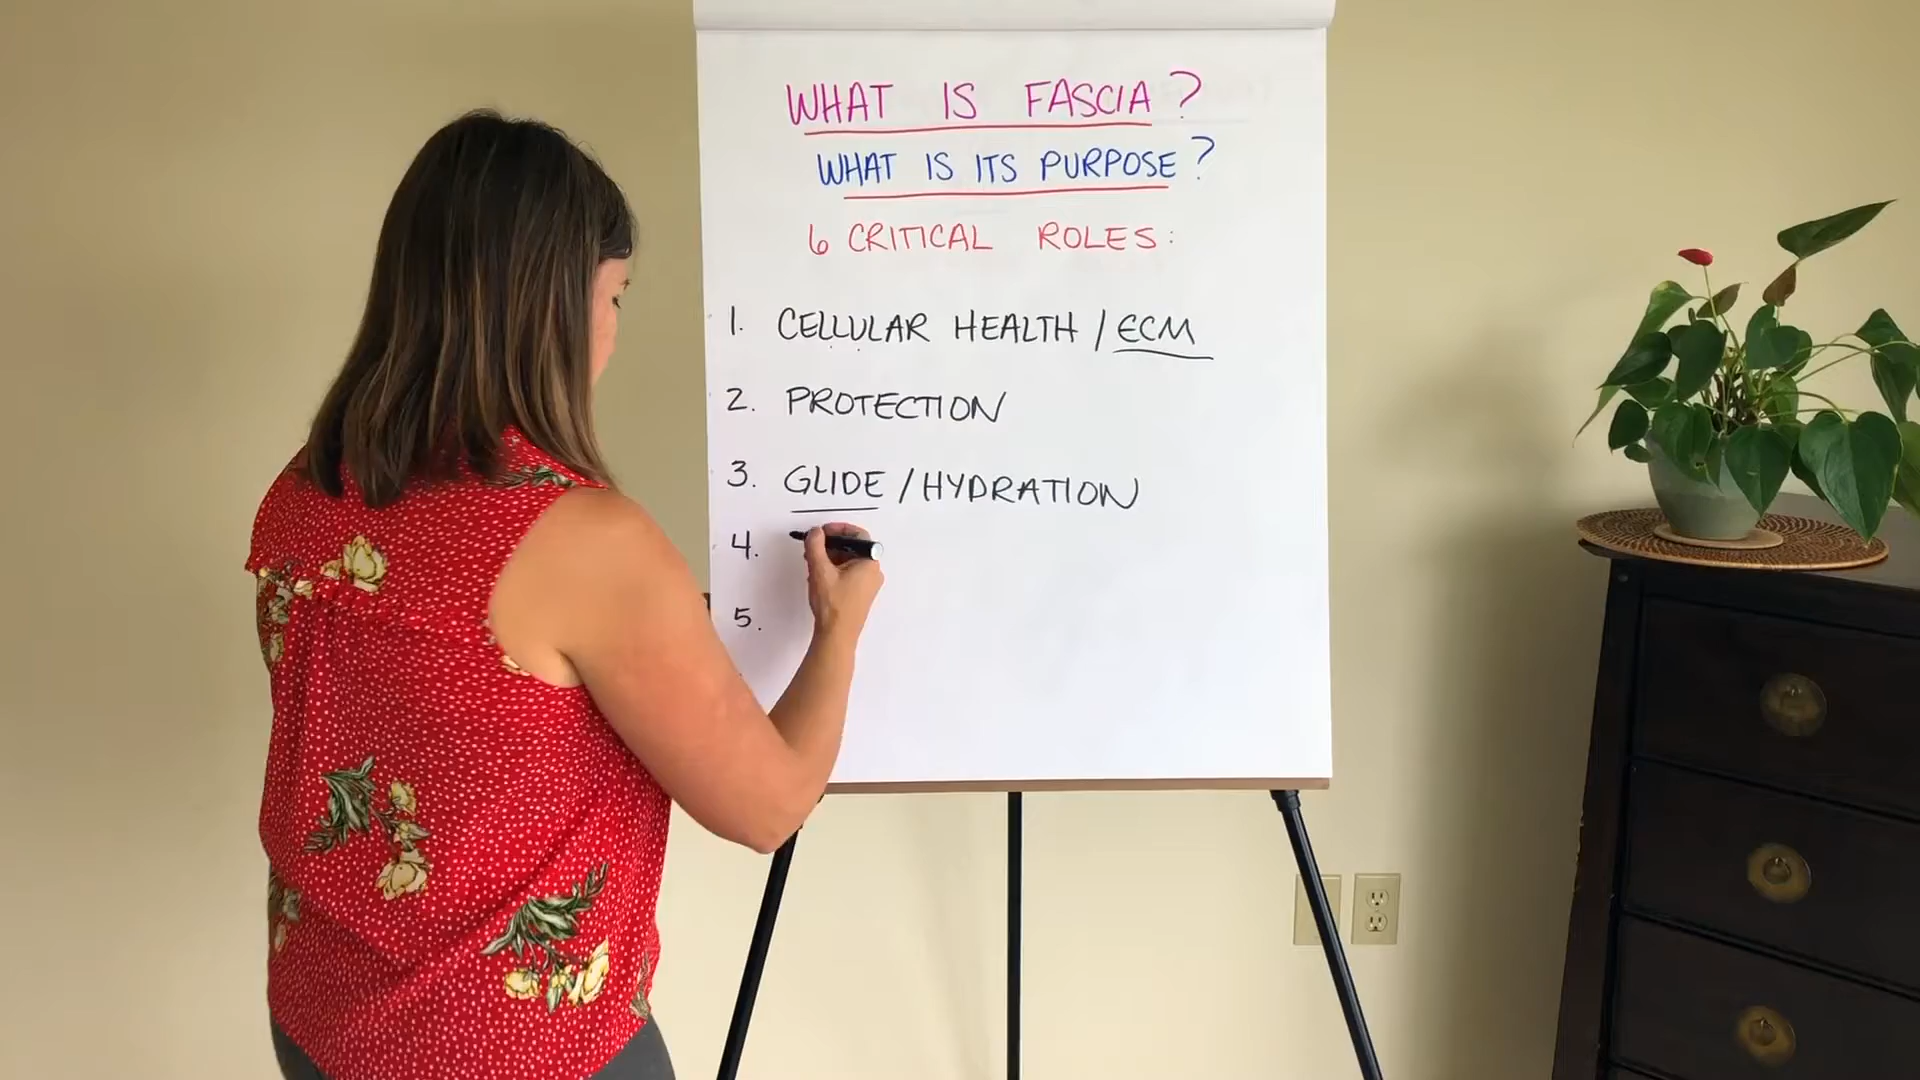 WHAT IS FASCIA?
WHAT IS ITS PURPOSE?
6 CRITICAL ROLES:
1. CELLULAR HEALTH / ECM
2. PROTECTION
3. GLIDE / HYDRATION
4.
5.